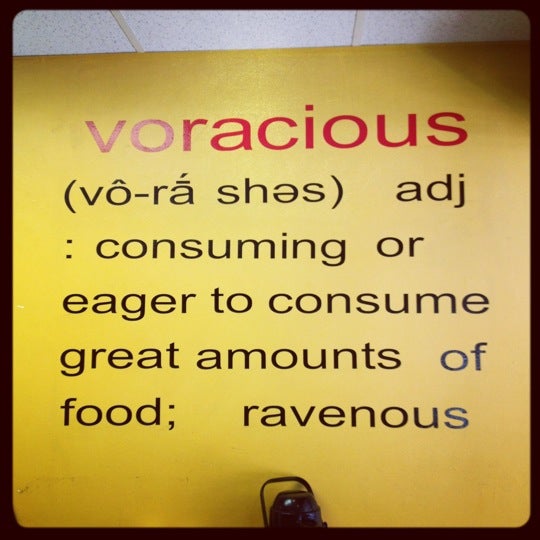 voracious
(vô-rā́ shəs) adj
: consuming or
eager to consume
great amounts of
food; ravenous